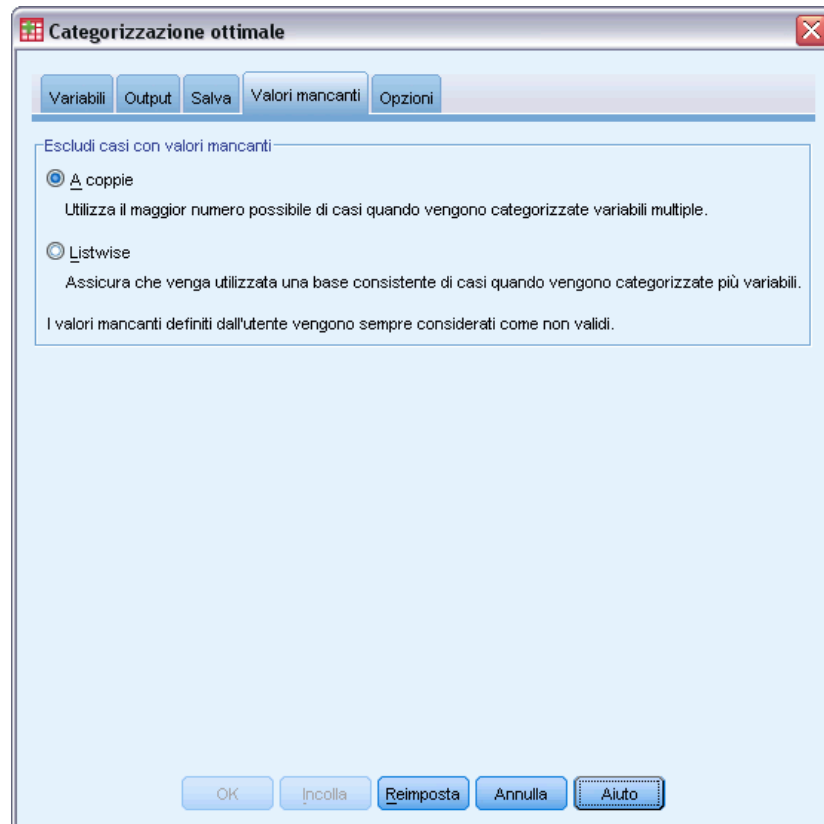 Categorizzazione ottimale
Variabili Output Salva Valori mancanti Opzioni
Escludi casi con valori mancanti
A coppie
Utilizza il maggior numero possibile di casi quando vengono categorizzate variabili multiple.
Listwise
Assicura che venga utilizzata una base consistente di casi quando vengono categorizzate più variabili.
I valori mancanti definiti dall'utente vengono sempre considerati come non validi.
OK Incolla Reimposta Annulla Aiuto